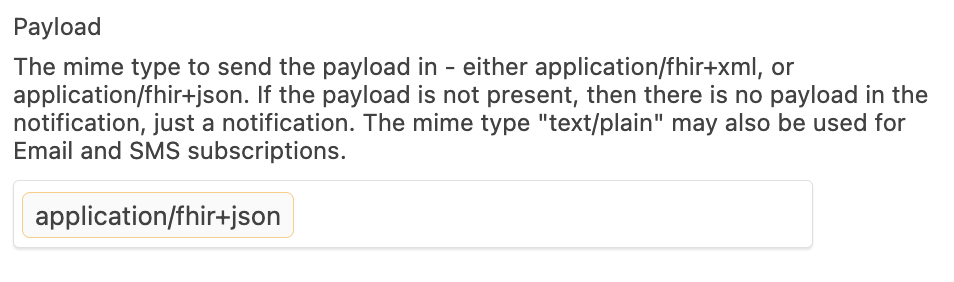 Payload
The mime type to send the payload in - either application/fhir+xml, or
application/fhir+json. If the payload is not present, then there is no payload in the
notification, just a notification. The mime type "text/plain" may also be used for
Email and SMS subscriptions.
application/fhir+json